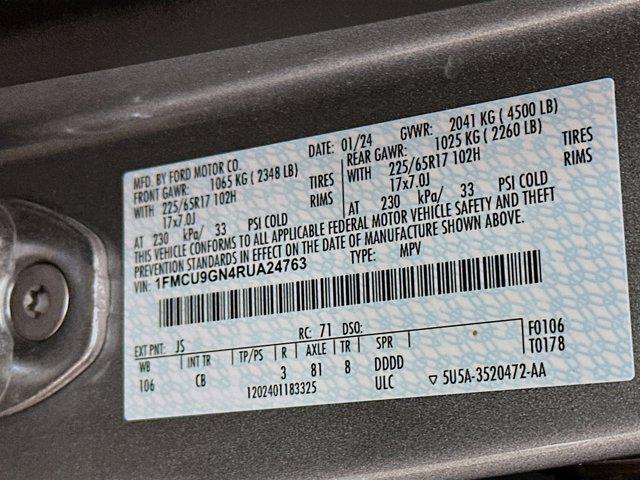 MFD. BY FORD MOTOR CO. DATE: 01/24 GVWR: 2041 KG ( 4500 LB)
FRONT GAWR: 1065 KG ( 2348 LB) REAR GAWR: 1025 KG ( 2260 LB)
WITH 225/65R17 102H TIRES WITH 225/65R17 102H TIRES
17x7.0J RIMS 17x7.0J RIMS
AT 230 kPa/ 33 PSI COLD AT 230 kPa/ 33 PSI COLD
THIS VEHICLE CONFORMS TO ALL APPLICABLE FEDERAL MOTOR VEHICLE SAFETY AND THEFT
PREVENTION STANDARDS IN EFFECT ON THE DATE OF MANUFACTURE SHOWN ABOVE.
VIN: 1FMCU9GN4RUA24763 TYPE: MPV
EXT PNT: JS RC: 71 DSO: F0106
WB INT TR TP/PS R AXLE TR SPR T0178
106 CB 3 81 8 DDDD
1202401183325 ULC ▽ 5U5A-3520472-AA